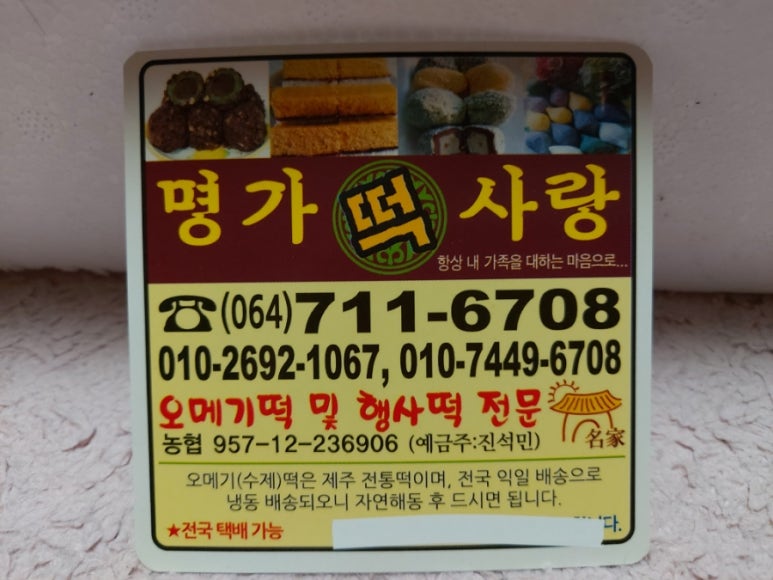 명가 떡 사랑
항상 내 가족을 대하는 마음으로...
☎(064)711-6708
010-2692-1067, 010-7449-6708
오메기떡 및 행사떡 전문
名家
농협 957-12-236906 (예금주:진석민)
오메기(수제)떡은 제주 전통떡이며, 전국 익일 배송으로
냉동 배송되오니 자연해동 후 드시면 됩니다.
★전국 택배 가능